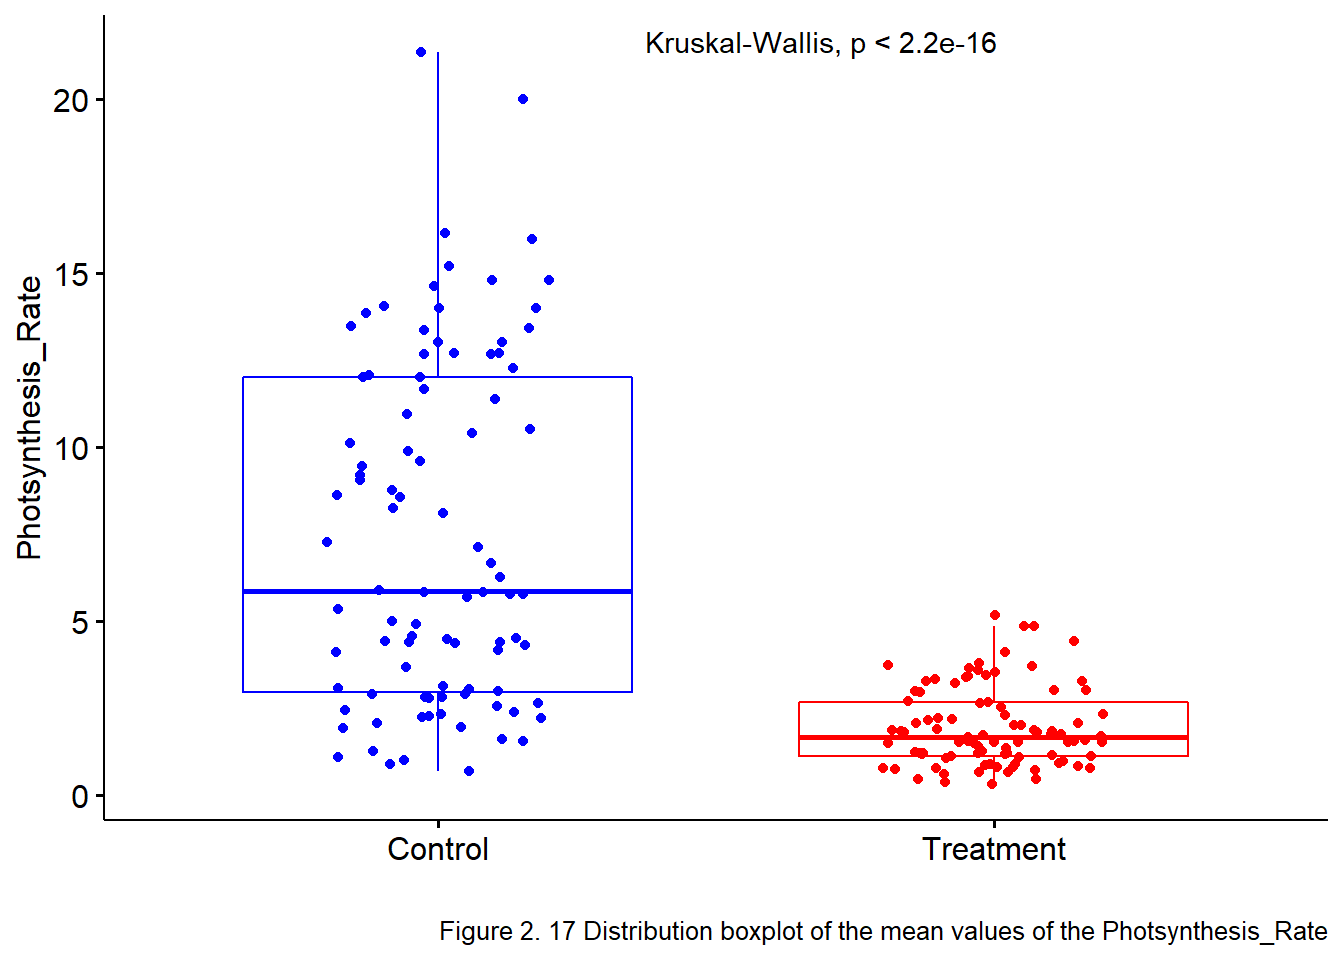 Kruskal-Wallis, p < 2.2e-16
20
15
10
5
0
Photsynthesis_Rate
Control
Treatment
Figure 2. 17 Distribution boxplot of the mean values of the Photsynthesis_Rate